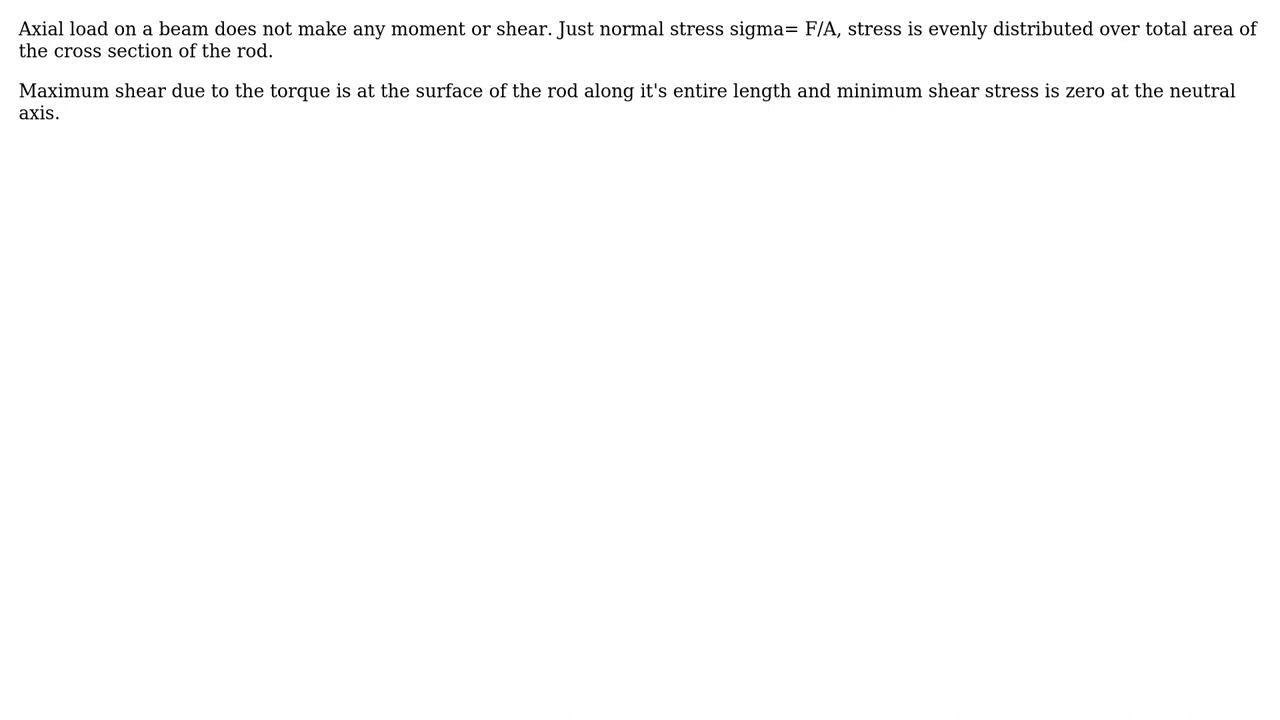 Axial load on a beam does not make any moment or shear. Just normal stress sigma= F/A, stress is evenly distributed over total area of
the cross section of the rod.
Maximum shear due to the torque is at the surface of the rod along it's entire length and minimum shear stress is zero at the neutral
axis.